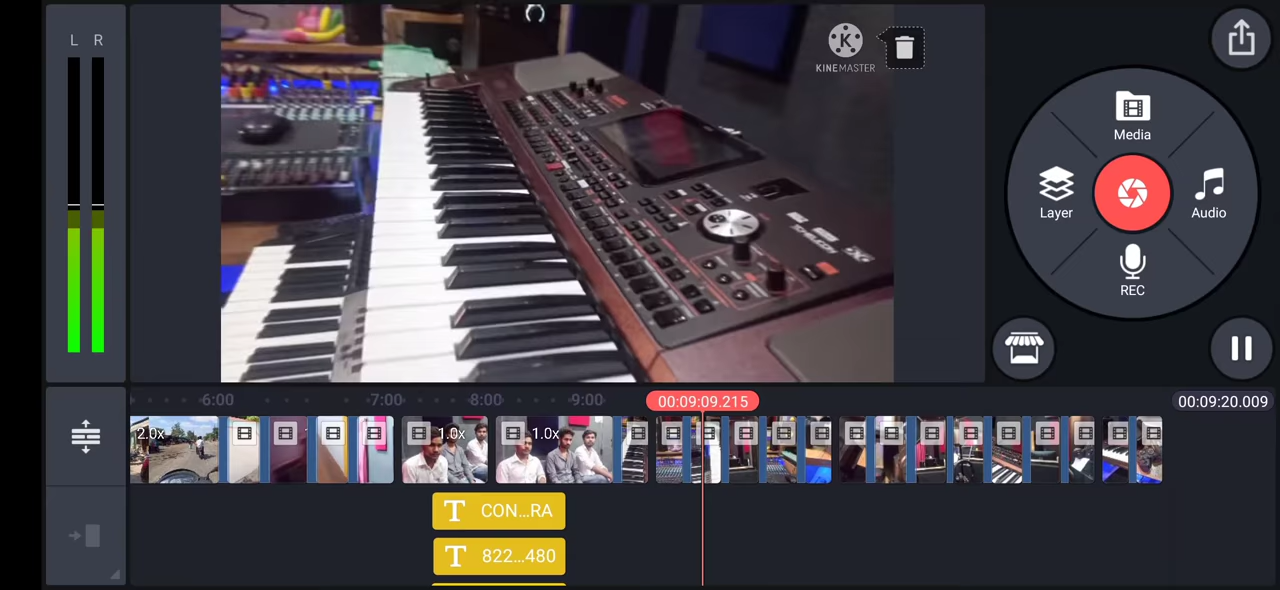 L R
KINEMASTER
Media
Layer
Audio
REC
6:00
7:00
8:00
9:00
00:09:09.215
00:09:20.009
2.0x
1.0x
1.0x
T CON...RA
T 822...480